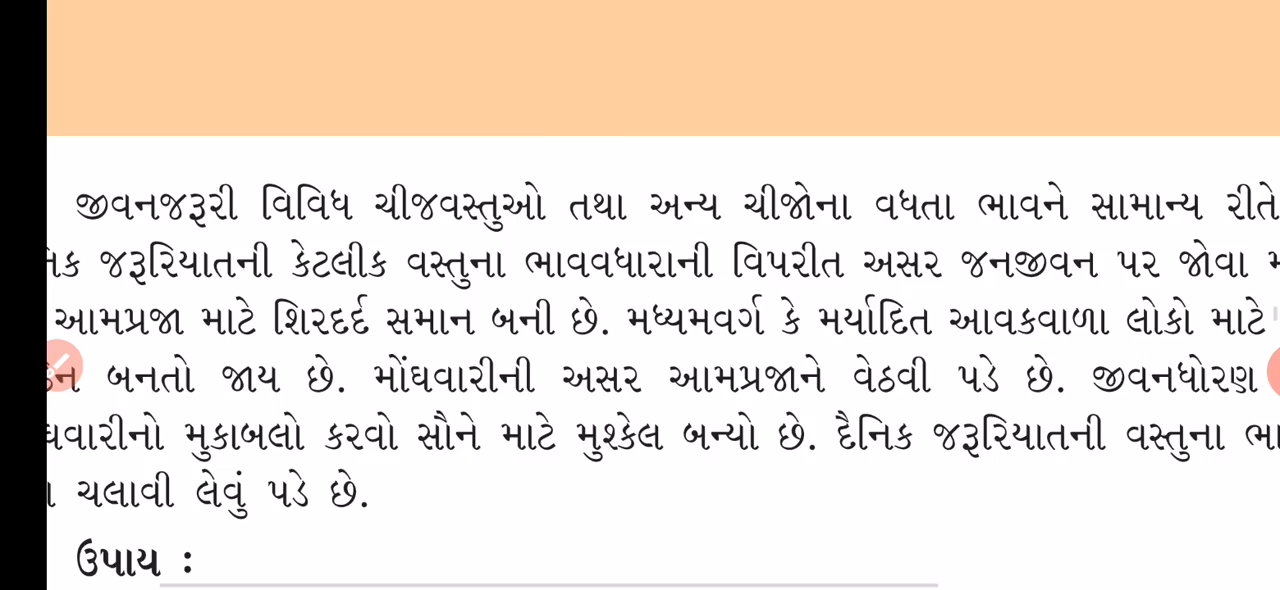 જીવનજરૂરી વિવિધ ચીજવસ્તુઓ તથા અન્ય ચીજોના વધતા ભાવને સામાન્ય રીતે
જરૂરિયાતની કેટલીક વસ્તુના ભાવવધારાની વિપરીત અસર જનજીવન પર જોવા
આમપ્રજા માટે શિરદર્દ સમાન બની છે. મધ્યમવર્ગ કે મર્યાદિત આવકવાળા લોકો માટે
બનતો જાય છે. મોંઘવારીની અસર આમપ્રજાને વેઠવી પડે છે. જીવનધોરણ
મુકાબલો કરવો સૌને માટે મુશ્કેલ બન્યો છે. દૈનિક જરૂરિયાતની વસ્તુના
ચલાવી લેવું પડે છે.
ઉપાય :